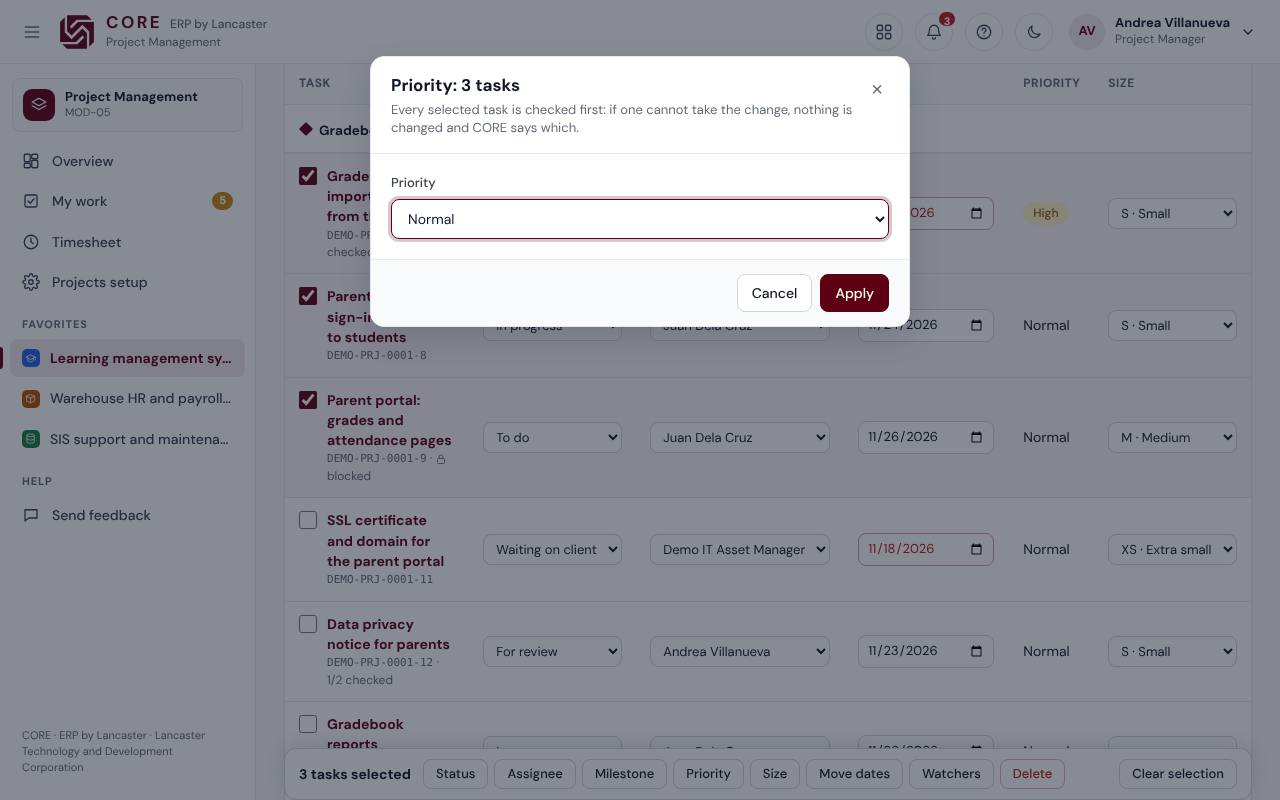 CORE ERP by Lancaster
Project Management
3
AV
Andrea Villanueva
Project Manager
Project Management
MOD-05
Overview
My work 5
Timesheet
Projects setup
FAVORITES
Learning management sy...
Warehouse HR and payroll...
SIS support and maintena...
HELP
Send feedback
CORE · ERP by Lancaster · Lancaster
Technology and Development
Corporation
TASK PRIORITY SIZE
Priority: 3 tasks
Every selected task is checked first: if one cannot take the change, nothing is
changed and CORE says which.
Priority
Normal
Cancel Apply
High S · Small
Parent
to students
DEMO-PRJ-0001-8
Juan Dela Cruz Normal S · Small
Parent portal:
grades and
attendance pages
DEMO-PRJ-0001-9 ·
blocked
To do Juan Dela Cruz 11/26/2026 Normal M · Medium
SSL certificate
and domain for
the parent portal
DEMO-PRJ-0001-11
Waiting on client Demo IT Asset Manager 11/18/2026 Normal XS · Extra small
Data privacy
notice for parents
DEMO-PRJ-0001-12 ·
1/2 checked
For review Andrea Villanueva 11/23/2026 Normal S · Small
Gradebook
reports
3 tasks selected Status Assignee Milestone Priority Size Move dates Watchers Delete Clear selection